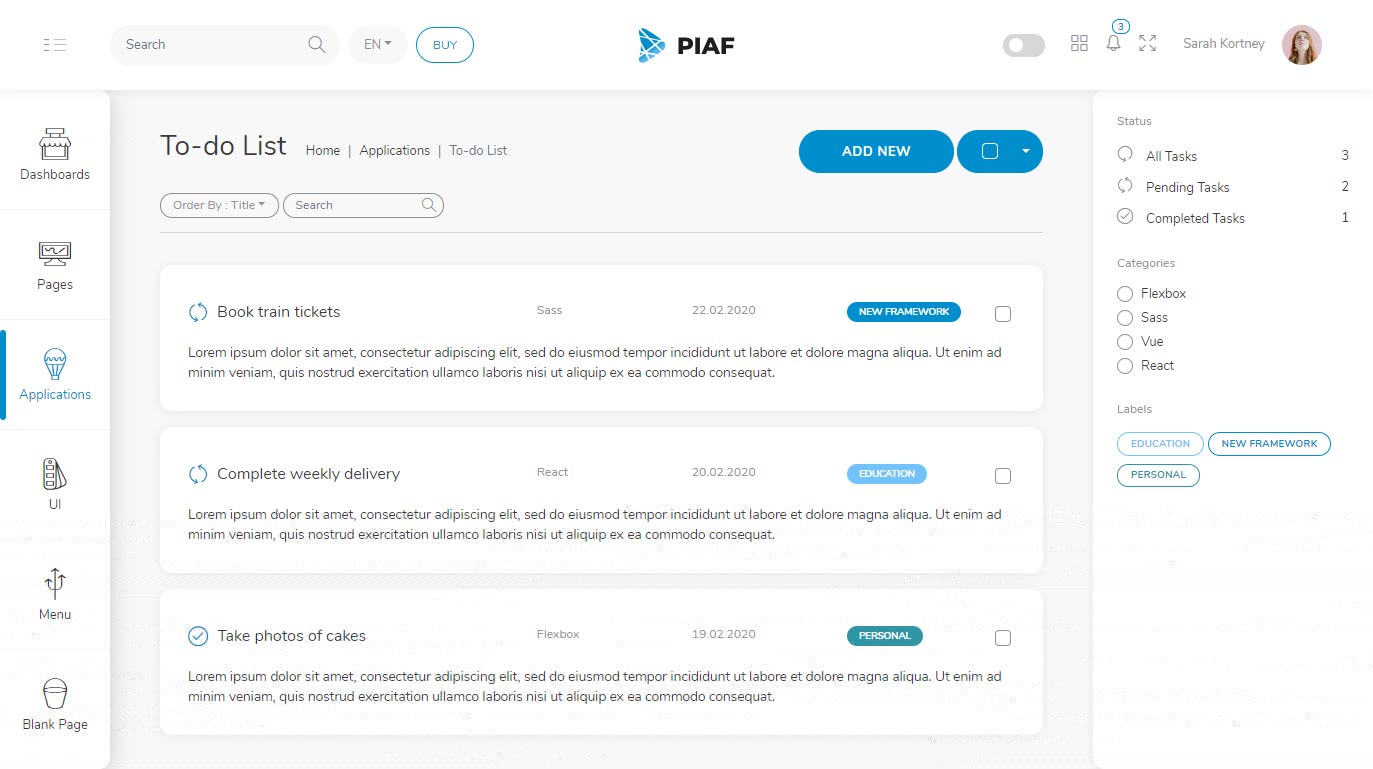 Search
EN
BUY
PIAF
3
Sarah Kortney
Dashboards
Pages
Applications
UI
Menu
Blank Page
To-do List
Home | Applications | To-do List
ADD NEW
Order By : Title
Search
Book train tickets
Sass
22.02.2020
NEW FRAMEWORK
Lorem ipsum dolor sit amet, consectetur adipiscing elit, sed do eiusmod tempor incididunt ut labore et dolore magna aliqua. Ut enim ad
minim veniam, quis nostrud exercitation ullamco laboris nisi ut aliquip ex ea commodo consequat.
Complete weekly delivery
React
20.02.2020
EDUCATION
Lorem ipsum dolor sit amet, consectetur adipiscing elit, sed do eiusmod tempor incididunt ut labore et dolore magna aliqua. Ut enim ad
minim veniam, quis nostrud exercitation ullamco laboris nisi ut aliquip ex ea commodo consequat.
Take photos of cakes
Flexbox
19.02.2020
PERSONAL
Lorem ipsum dolor sit amet, consectetur adipiscing elit, sed do eiusmod tempor incididunt ut labore et dolore magna aliqua. Ut enim ad
minim veniam, quis nostrud exercitation ullamco laboris nisi ut aliquip ex ea commodo consequat.
Status
All Tasks 3
Pending Tasks 2
Completed Tasks 1
Categories
Flexbox
Sass
Vue
React
Labels
EDUCATION
NEW FRAMEWORK
PERSONAL